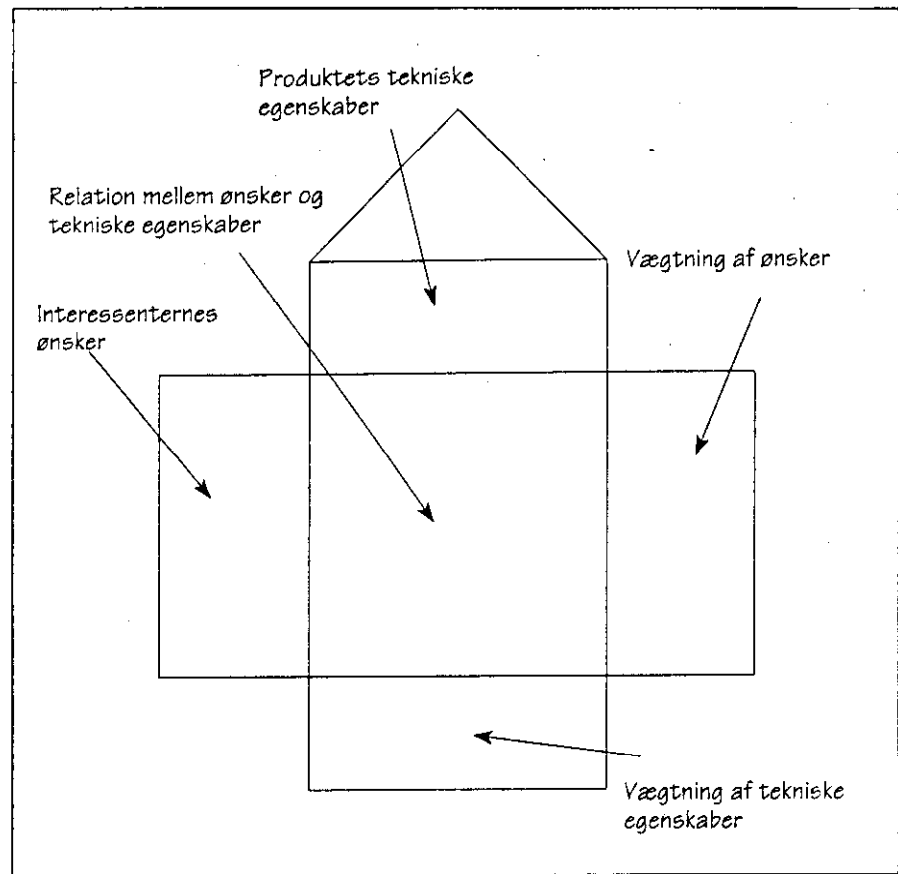 Produktets tekniske
egenskaber
Relation mellem ønsker og
tekniske egenskaber
Vægtning af ønsker
Interessenternes
ønsker
Vægtning af tekniske
egenskaber